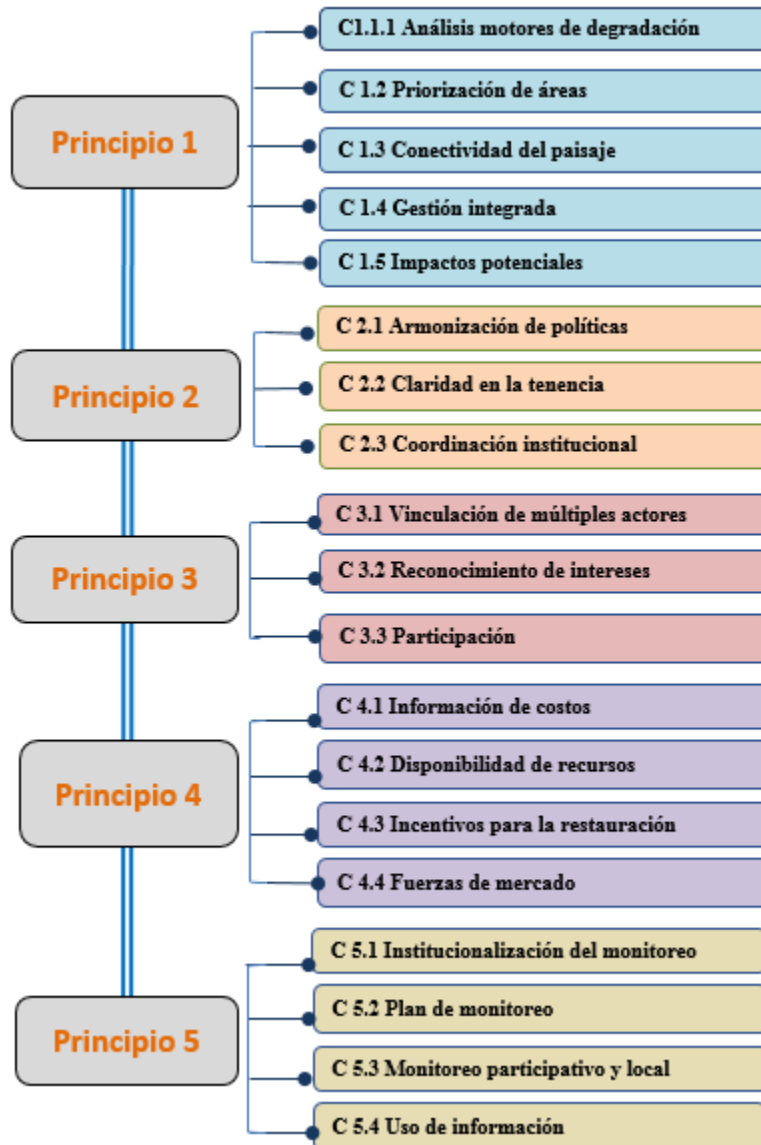 Principio 1
C1.1.1 Análisis motores de degradación
C 1.2 Priorización de áreas
C 1.3 Conectividad del paisaje
C 1.4 Gestión integrada
C 1.5 Impactos potenciales
Principio 2
C 2.1 Armonización de políticas
C 2.2 Claridad en la tenencia
C 2.3 Coordinación institucional
Principio 3
C 3.1 Vinculación de múltiples actores
C 3.2 Reconocimiento de intereses
C 3.3 Participación
Principio 4
C 4.1 Información de costos
C 4.2 Disponibilidad de recursos
C 4.3 Incentivos para la restauración
C 4.4 Fuerzas de mercado
Principio 5
C 5.1 Institucionalización del monitoreo
C 5.2 Plan de monitoreo
C 5.3 Monitoreo participativo y local
C 5.4 Uso de información